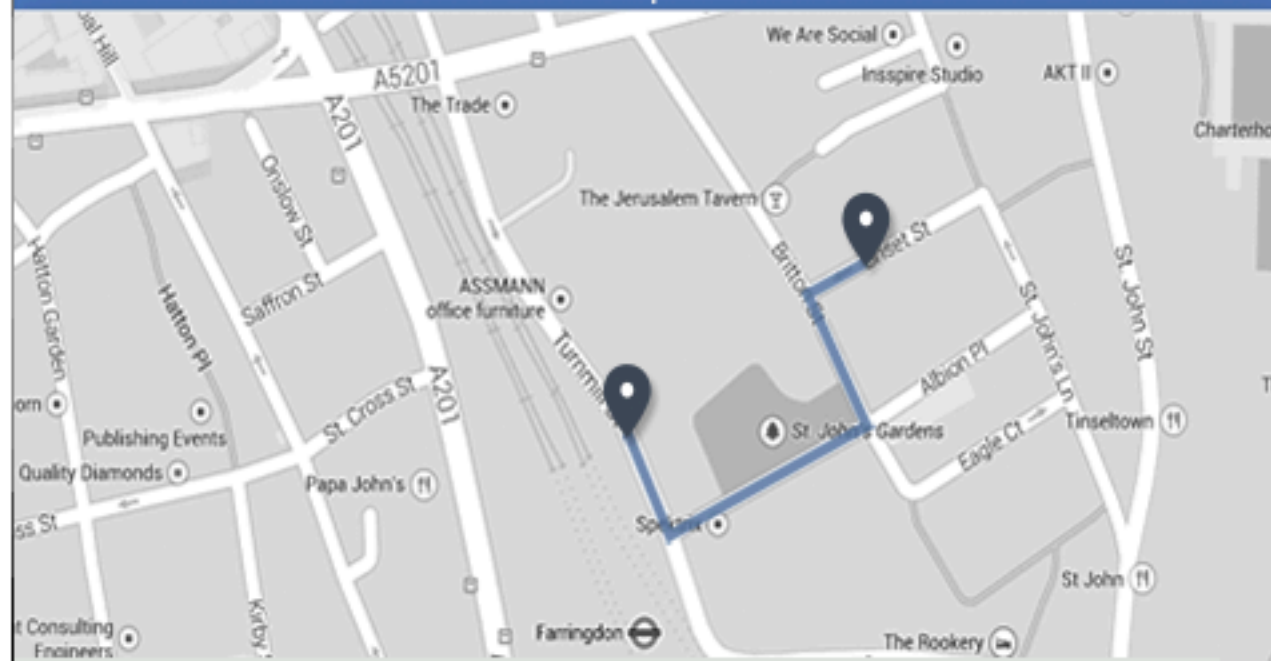 We Are Social
Insspire Studio
AKT II
A5201
The Trade
A201
Onslow St
The Jerusalem Tavern
Britton St
St. John St
Hatton Garden
Hatton Pl
Saffron St
ASSMANN
office furniture
Turnmill
St. John's Ln
Albion Pl
A201
St. Cross St
St. John's Gardens
Tinseltown
Eagle Ct
Publishing Events
Quality Diamonds
Papa John's
St John
Farringdon
The Rookery
Kirby
t Consulting
Engineers